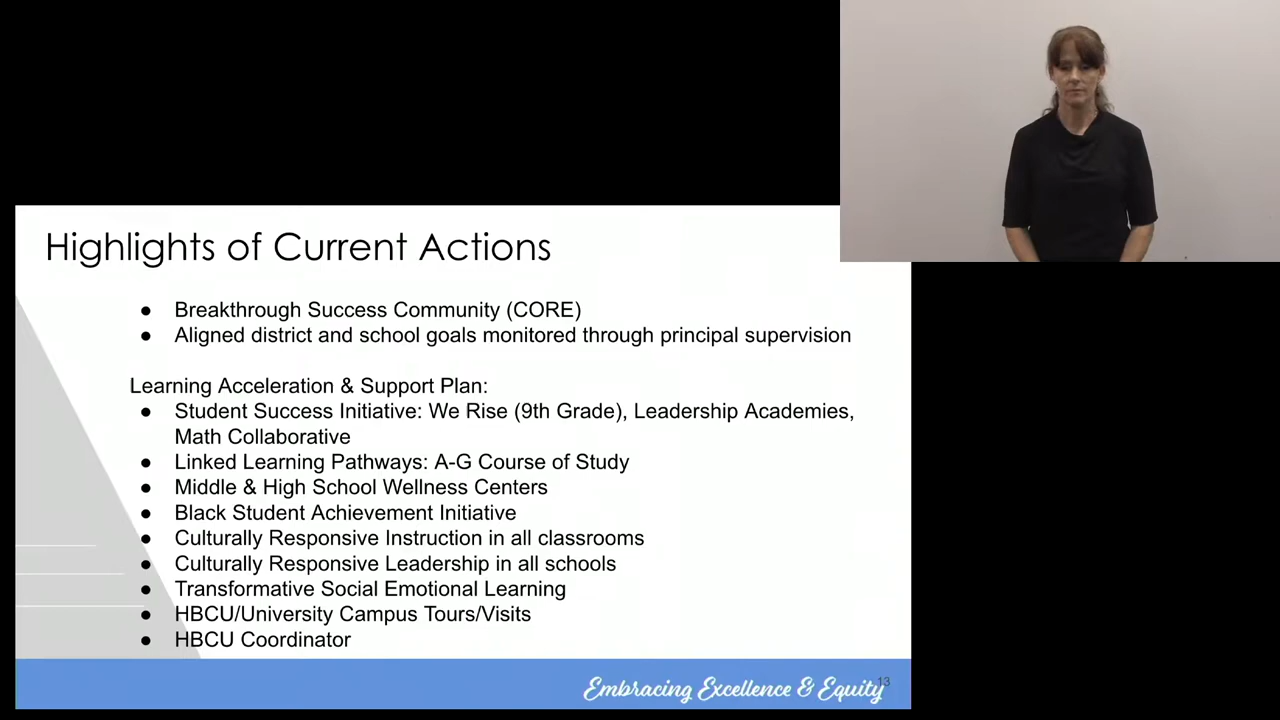 Highlights of Current Actions
● Breakthrough Success Community (CORE)
● Aligned district and school goals monitored through principal supervision
Learning Acceleration & Support Plan:
● Student Success Initiative: We Rise (9th Grade), Leadership Academies,
Math Collaborative
● Linked Learning Pathways: A-G Course of Study
● Middle & High School Wellness Centers
● Black Student Achievement Initiative
● Culturally Responsive Instruction in all classrooms
● Culturally Responsive Leadership in all schools
● Transformative Social Emotional Learning
● HBCU/University Campus Tours/Visits
● HBCU Coordinator
Embracing Excellence & Equity
13